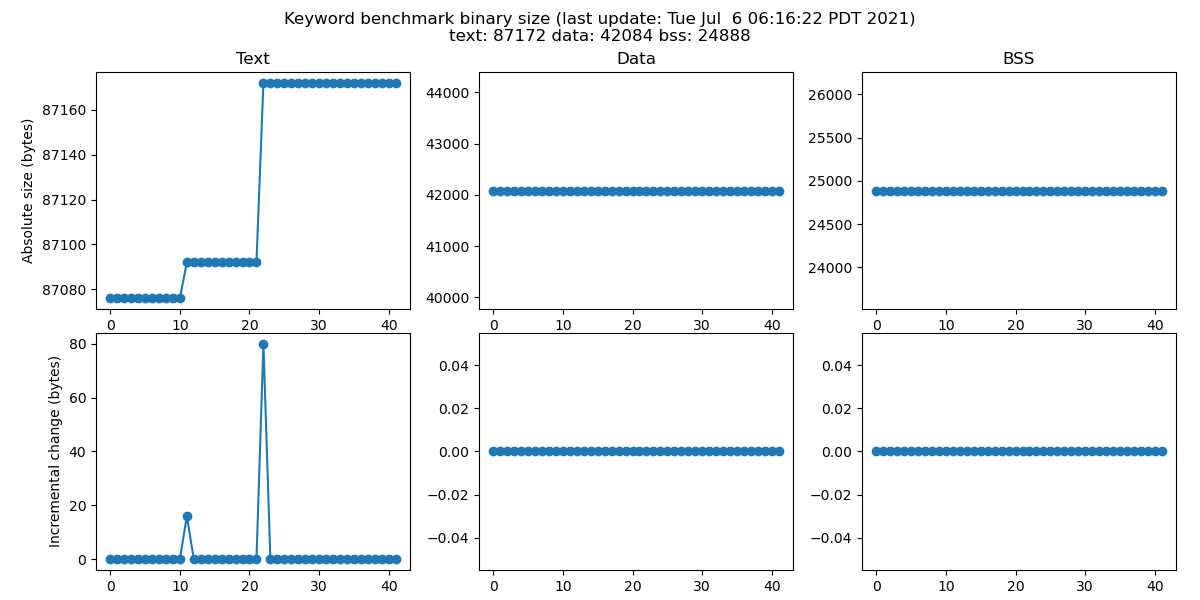 Keyword benchmark binary size (last update: Tue Jul  6 06:16:22 PDT 2021)
text: 87172 data: 42084 bss: 24888
Text
Data
BSS
Absolute size (bytes)
87160
87140
87120
87100
87080
0 10 20 30 40
44000
43000
42000
41000
40000
0 10 20 30 40
26000
25500
25000
24500
24000
0 10 20 30 40
Incremental change (bytes)
80
60
40
20
0
0 10 20 30 40
0.04
0.02
0.00
−0.02
−0.04
0 10 20 30 40
0.04
0.02
0.00
−0.02
−0.04
0 10 20 30 40